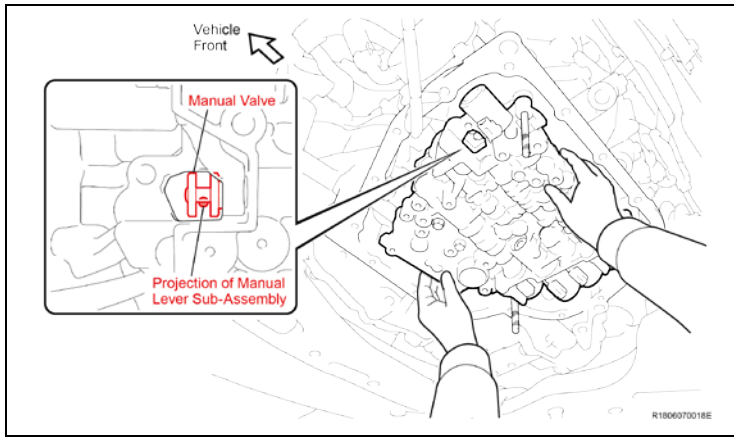 Vehicle
Front
Manual Valve
Projection of Manual
Lever Sub-Assembly
R1806070018E